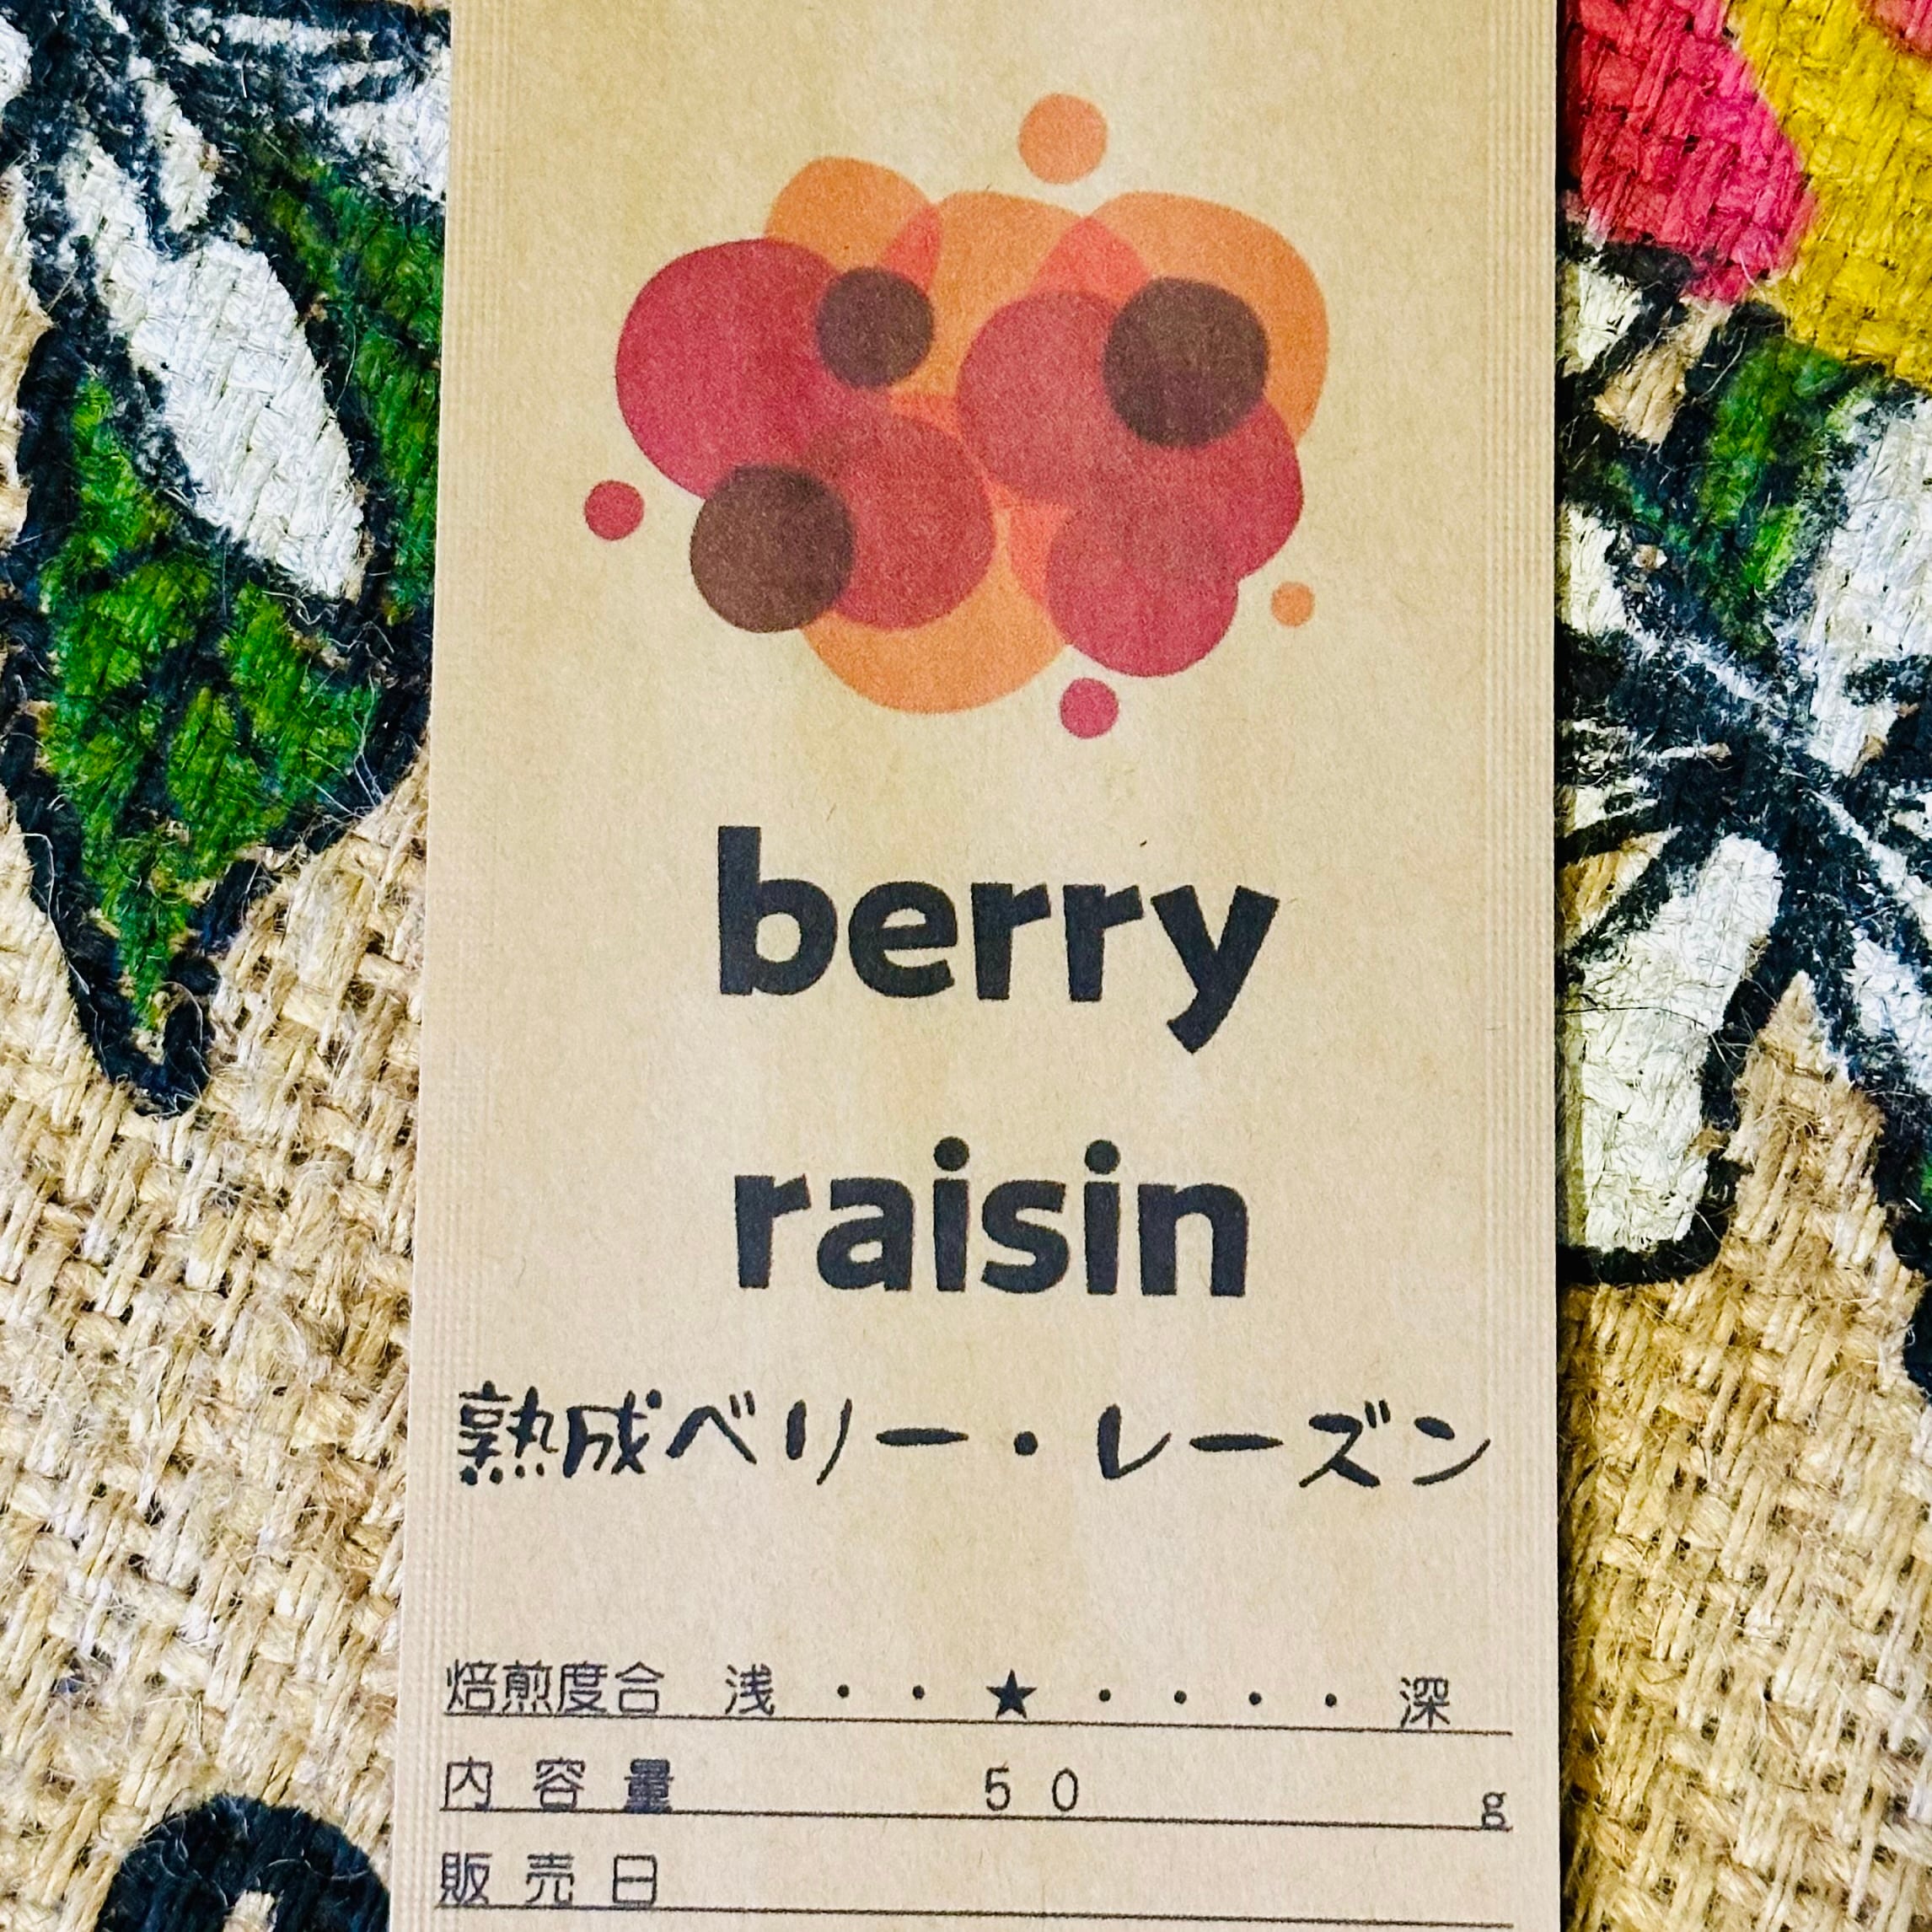 berry
raisin
熟成ベリー・レーズン
焙煎度合 浅 ・・★・・・・ 深
内容量 50 g
販売日